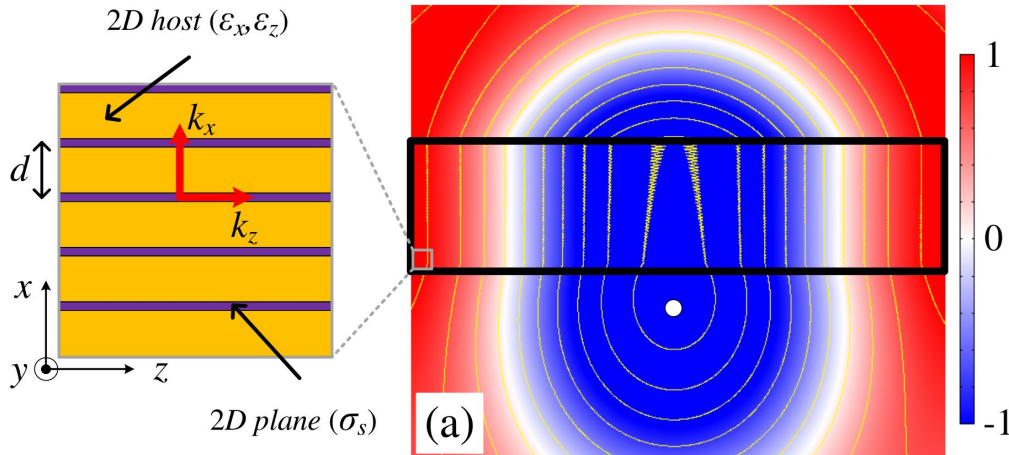 2D host (εx,εz)
kx
d
kz
x
y
z
2D plane (σs)
(a)
1
0
-1